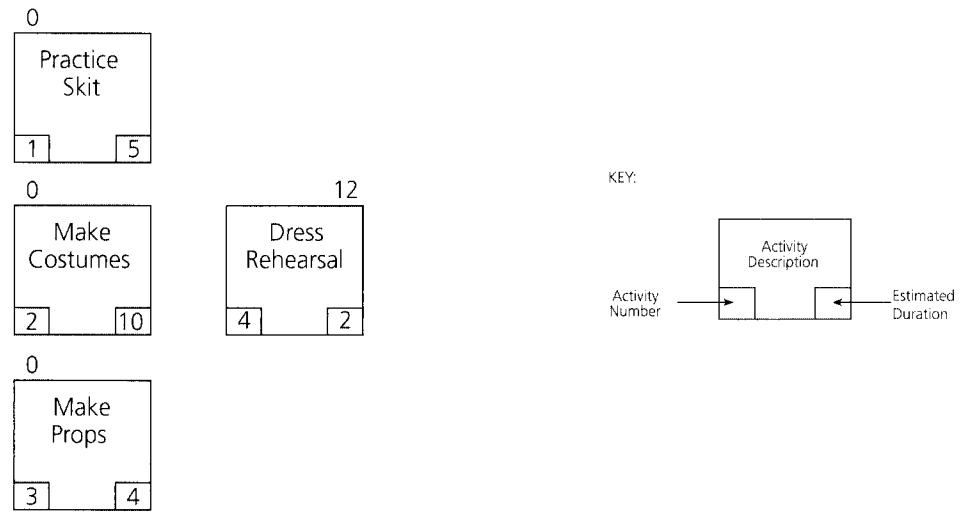 0
Practice
Skit
1 5
0
Make
Costumes
2 10
12
Dress
Rehearsal
4 2
0
Make
Props
3 4
KEY:
Activity
Description
Activity
Number
Estimated
Duration